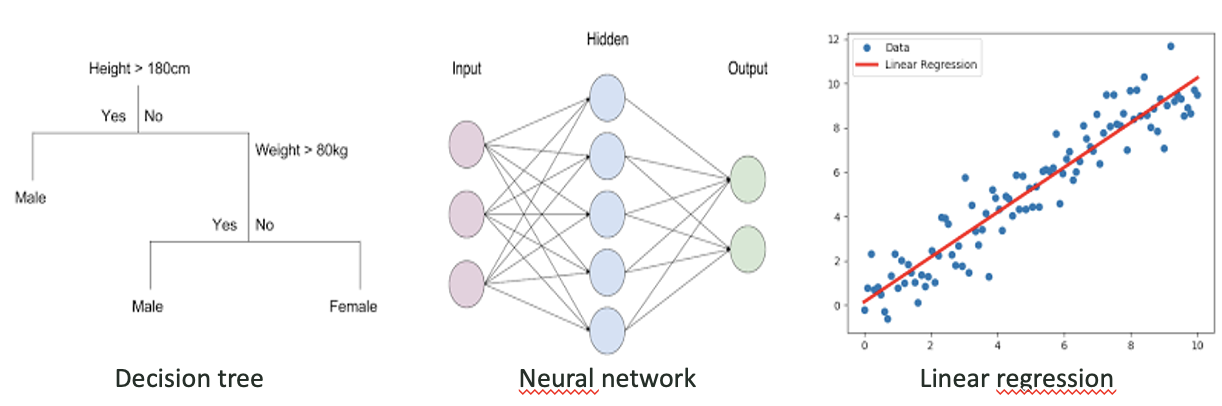 Height > 180cm
Yes No
Weight > 80kg
Male
Yes No
Male Female
Decision tree
Input
Hidden
Output
Neural network
12
10
8
6
4
2
0
Data
Linear Regression
0 2 4 6 8 10
Linear regression